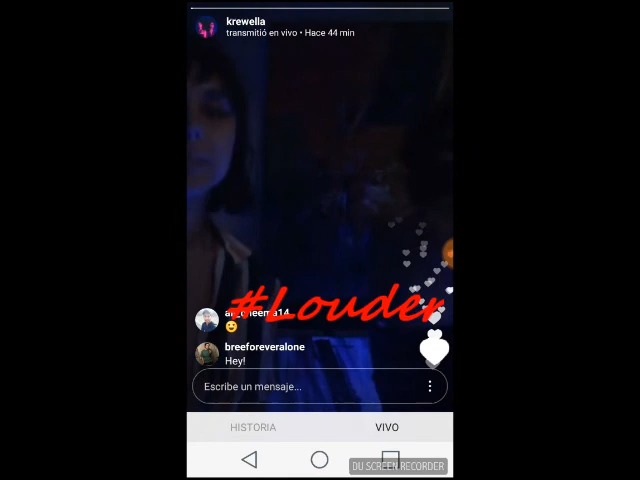 krewella
transmitió en vivo • Hace 44 min
#Louder
breeforeveralone
Hey!
Escribe un mensaje...
HISTORIA
VIVO
DU SCREEN RECORDER